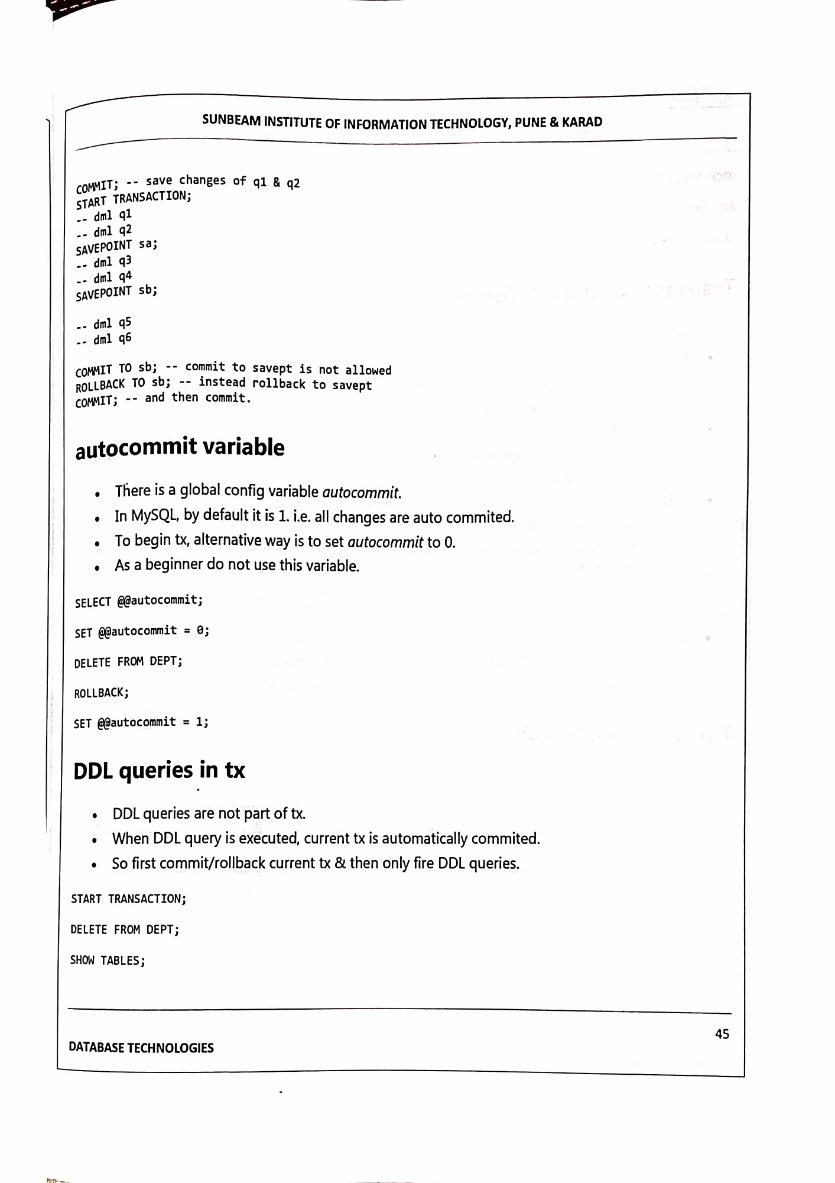 SUNBEAM INSTITUTE OF INFORMATION TECHNOLOGY, PUNE & KARAD
COMMIT; -- save changes of q1 & q2
START TRANSACTION;
-- dml q1
-- dml q2
SAVEPOINT sa;
-- dml q3
-- dml q4
SAVEPOINT sb;
-- dml q5
-- dml q6
COMMIT TO sb; -- commit to savept is not allowed
ROLLBACK TO sb; -- instead rollback to savept
COMMIT; -- and then commit.
autocommit variable
• There is a global config variable autocommit.
• In MySQL, by default it is 1. i.e. all changes are auto commited.
• To begin tx, alternative way is to set autocommit to 0.
• As a beginner do not use this variable.
SELECT @@autocommit;
SET @@autocommit = 0;
DELETE FROM DEPT;
ROLLBACK;
SET @@autocommit = 1;
DDL queries in tx
• DDL queries are not part of tx.
• When DDL query is executed, current tx is automatically commited.
• So first commit/rollback current tx & then only fire DDL queries.
START TRANSACTION;
DELETE FROM DEPT;
SHOW TABLES;
45
DATABASE TECHNOLOGIES